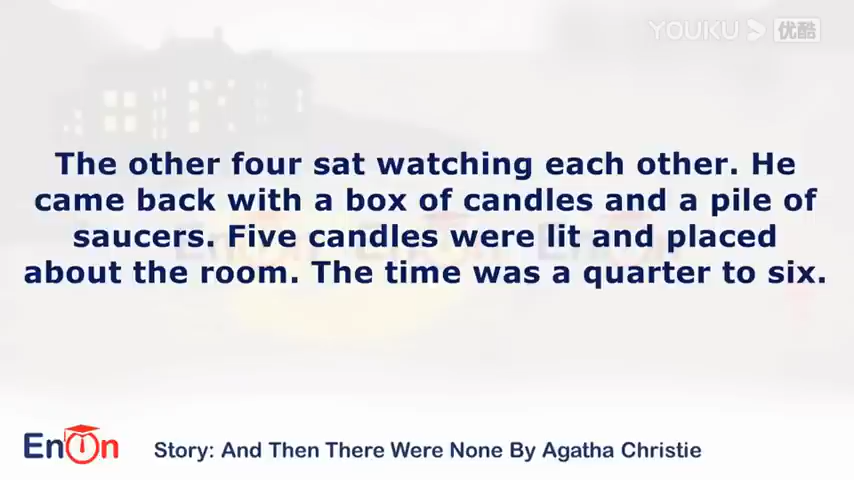 YOUKU 优酷
The other four sat watching each other. He
came back with a box of candles and a pile of
saucers. Five candles were lit and placed
about the room. The time was a quarter to six.
EnOn Story: And Then There Were None By Agatha Christie